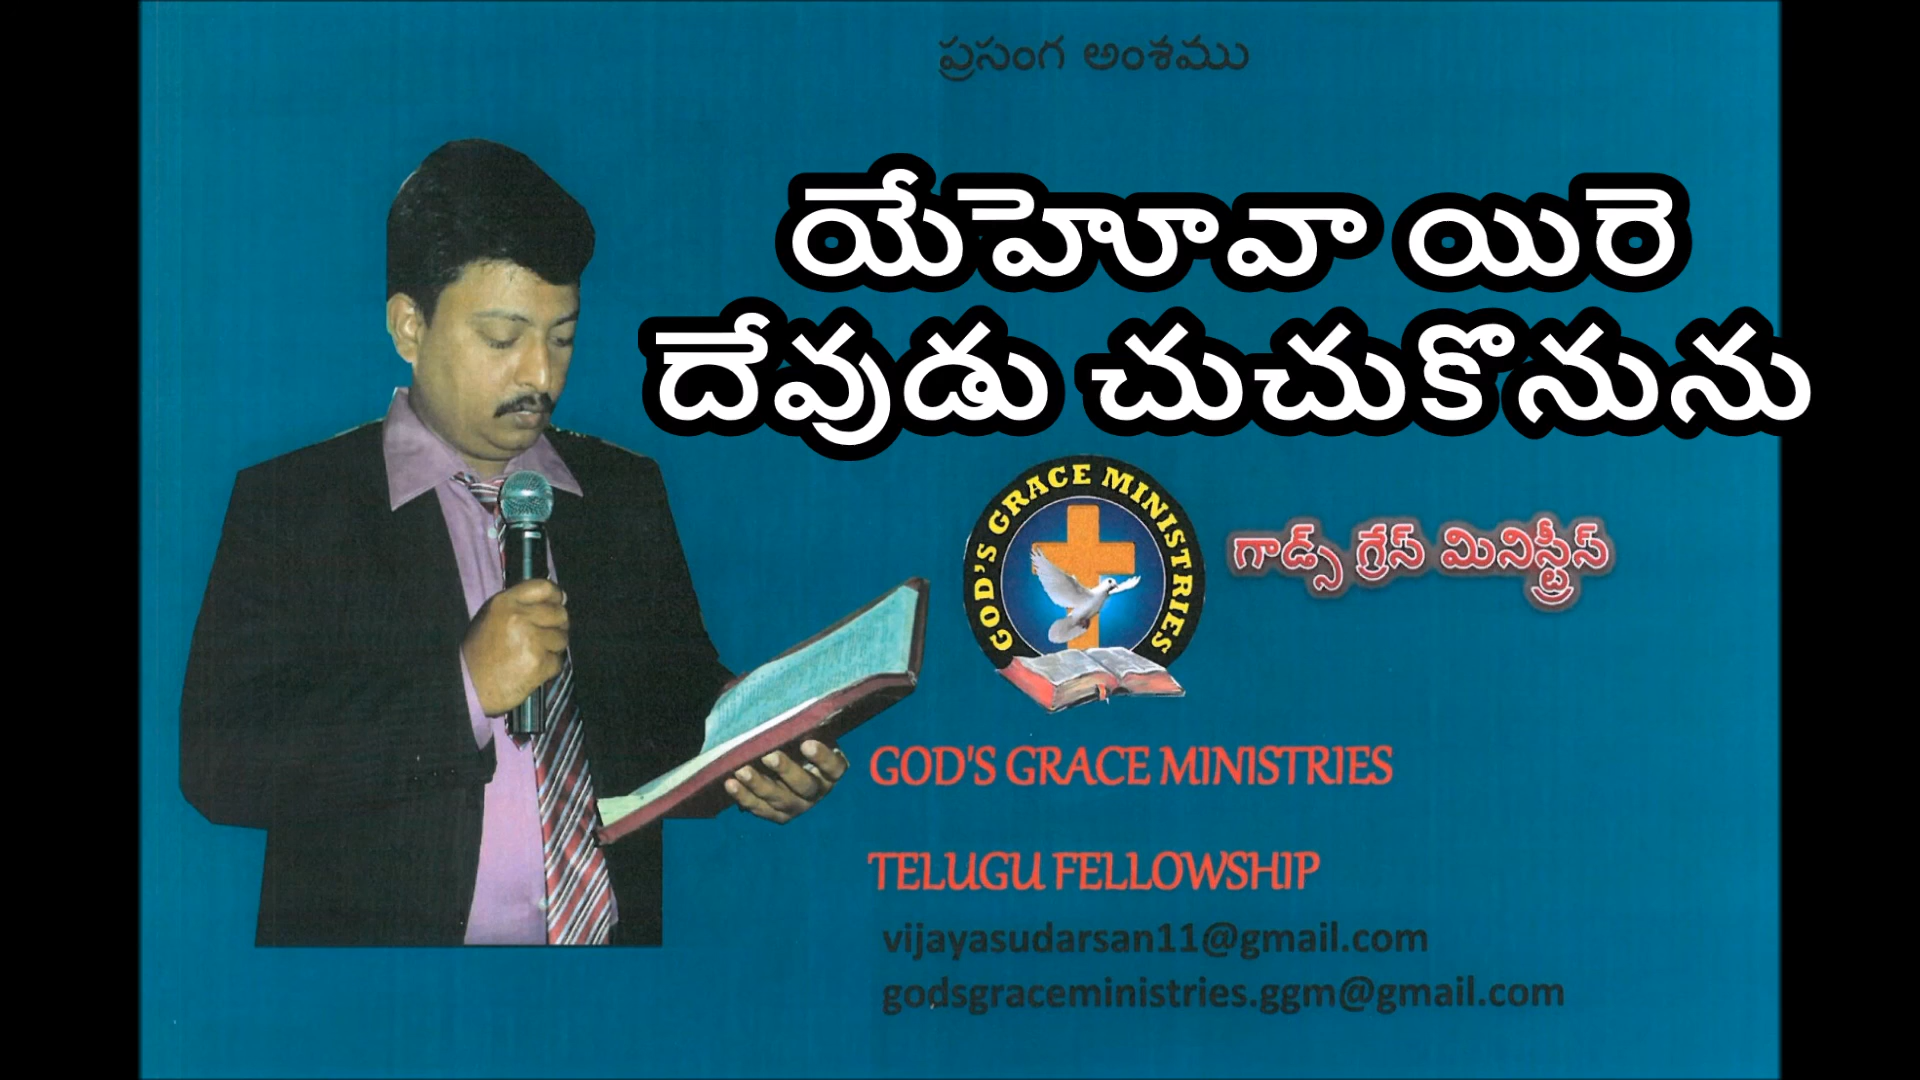 ప్రసంగ అంశము
యేహెూవా యిరె
దేవుడు చుచుకొనును
GOD'S GRACE MINISTRIES
గాడ్స్ గ్రేస్ మినిస్ట్రీస్
GOD'S GRACE MINISTRIES
TELUGU FELLOWSHIP
vijayasudarsan11@gmail.com
godsgraceministries.ggm@gmail.com